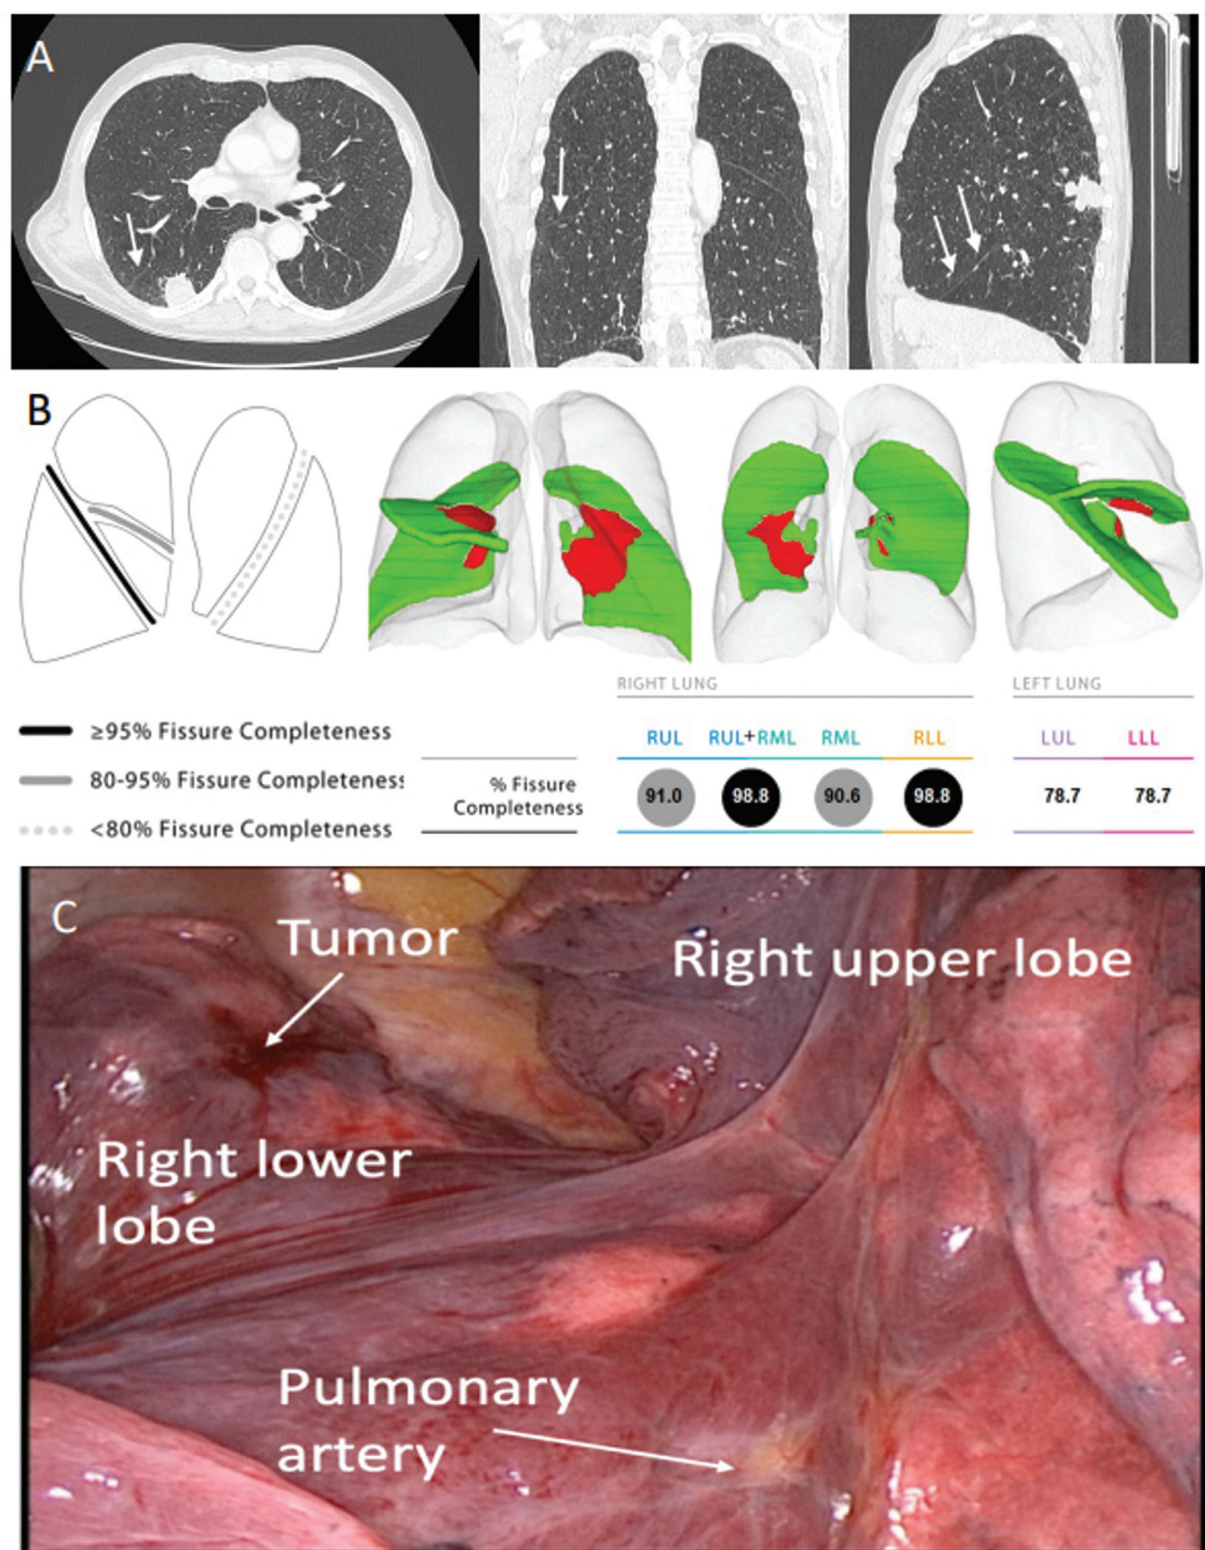 A
B
RIGHT LUNG
LEFT LUNG
≥95% Fissure Completeness
80-95% Fissure Completeness
<80% Fissure Completeness
RUL RUL+RML RML RLL LUL LLL
% Fissure
Completeness
91.0 98.8 90.6 98.8 78.7 78.7
C
Tumor
Right upper lobe
Right lower
lobe
Pulmonary
artery